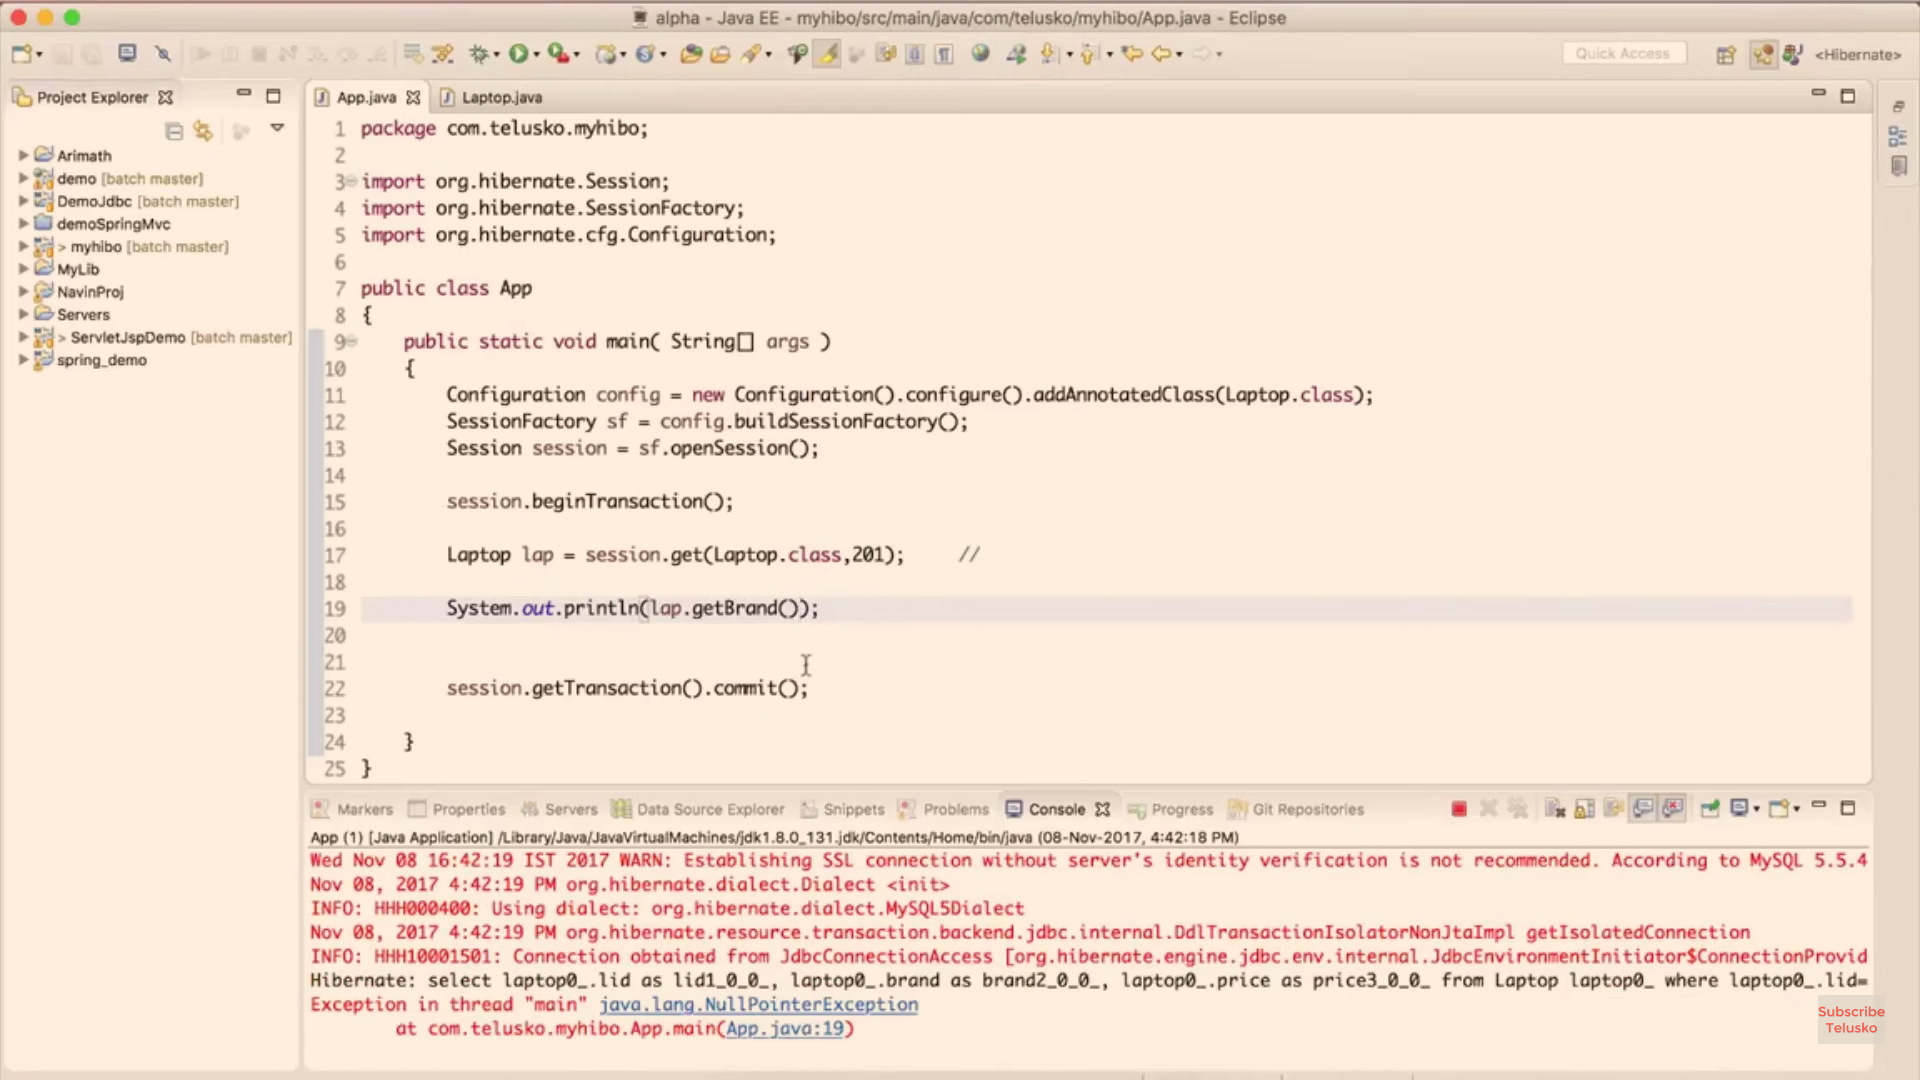 alpha - Java EE - myhibo/src/main/java/com/telusko/myhibo/App.java - Eclipse
Quick Access
<Hibernate>
Project Explorer
App.java
Laptop.java
Arimath
demo [batch master]
DemoJdbc [batch master]
demoSpringMvc
> myhibo [batch master]
MyLib
NavinProj
Servers
> ServletJspDemo [batch master]
spring_demo
1 package com.telusko.myhibo;
2
3 import org.hibernate.Session;
4 import org.hibernate.SessionFactory;
5 import org.hibernate.cfg.Configuration;
6
7 public class App
8 {
9 public static void main( String[] args )
10 {
11 Configuration config = new Configuration().configure().addAnnotatedClass(Laptop.class);
12 SessionFactory sf = config.buildSessionFactory();
13 Session session = sf.openSession();
14
15 session.beginTransaction();
16
17 Laptop lap = session.get(Laptop.class,201); //
18
19 System.out.println(lap.getBrand());
20
21
22 session.getTransaction().commit();
23
24 }
25 }
Markers Properties Servers Data Source Explorer Snippets Problems Console Progress Git Repositories
App (1) [Java Application] /Library/Java/JavaVirtualMachines/jdk1.8.0_131.jdk/Contents/Home/bin/java (08-Nov-2017, 4:42:18 PM)
Wed Nov 08 16:42:19 IST 2017 WARN: Establishing SSL connection without server's identity verification is not recommended. According to MySQL 5.5.4
Nov 08, 2017 4:42:19 PM org.hibernate.dialect.Dialect <init>
INFO: HHH000400: Using dialect: org.hibernate.dialect.MySQL5Dialect
Nov 08, 2017 4:42:19 PM org.hibernate.resource.transaction.backend.jdbc.internal.DdlTransactionIsolatorNonJtaImpl getIsolatedConnection
INFO: HHH10001501: Connection obtained from JdbcConnectionAccess [org.hibernate.engine.jdbc.env.internal.JdbcEnvironmentInitiator$ConnectionProvid
Hibernate: select laptop0_.lid as lid1_0_0_, laptop0_.brand as brand2_0_0_, laptop0_.price as price3_0_0_ from Laptop laptop0_ where laptop0_.lid=
Exception in thread "main" java.lang.NullPointerException
at com.telusko.myhibo.App.main(App.java:19)
Subscribe
Telusko